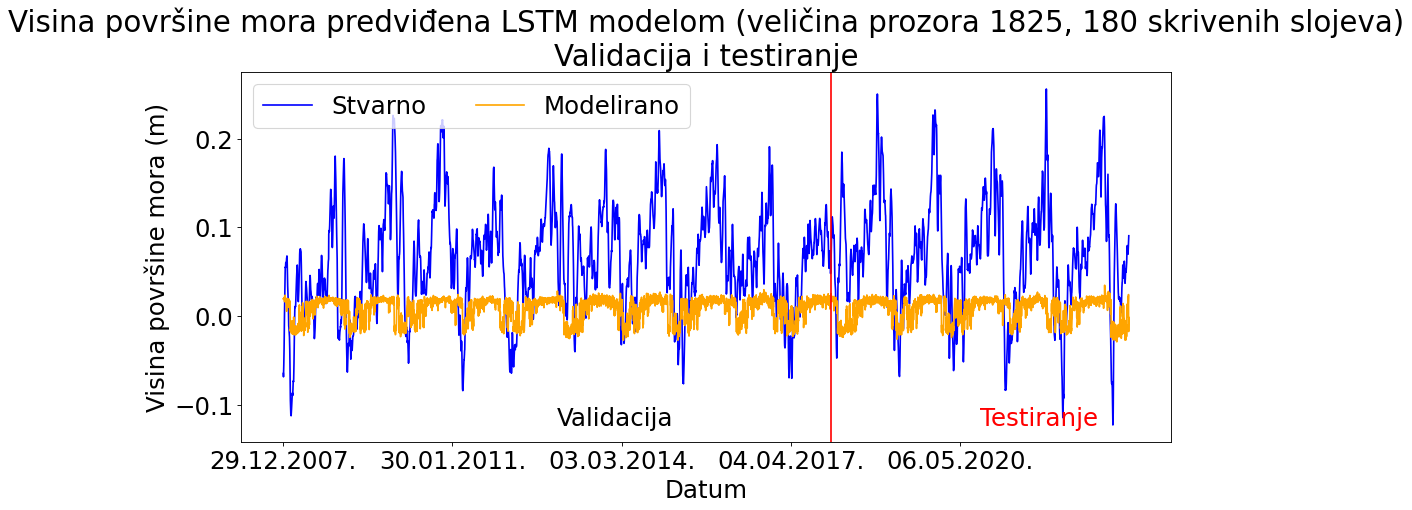 Visina površine mora predviđena LSTM modelom (veličina prozora 1825, 180 skrivenih slojeva)
Validacija i testiranje
Stvarno
Modelirano
Visina površine mora (m)
0.2
0.1
0.0
−0.1
Validacija
Testiranje
29.12.2007.
30.01.2011.
03.03.2014.
04.04.2017.
06.05.2020.
Datum